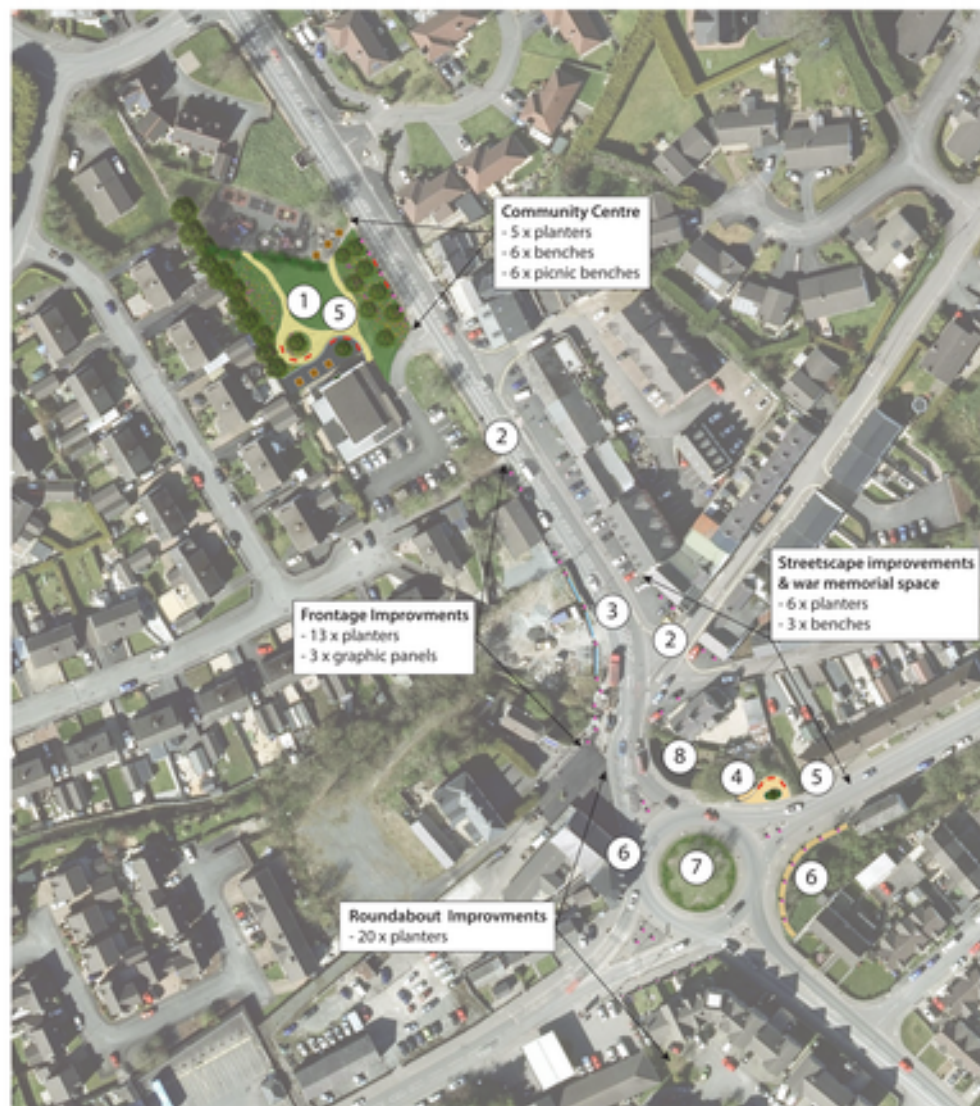 Community Centre
- 5 x planters
- 6 x benches
- 6 x picnic benches
1
5
2
Streetscape improvements
& war memorial space
- 6 x planters
- 3 x benches
Frontage Improvments
- 13 x planters
- 3 x graphic panels
3
2
8
4
5
6
7
6
Roundabout Improvments
- 20 x planters